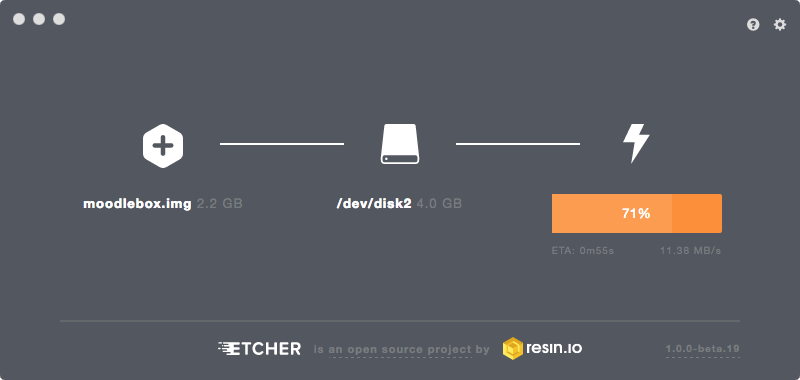 moodlebox.img 2.2 GB
/dev/disk2 4.0 GB
71%
ETA: 0m55s 11.38 MB/s
ETCHER is an open source project by resin.io 1.0.0-beta.19